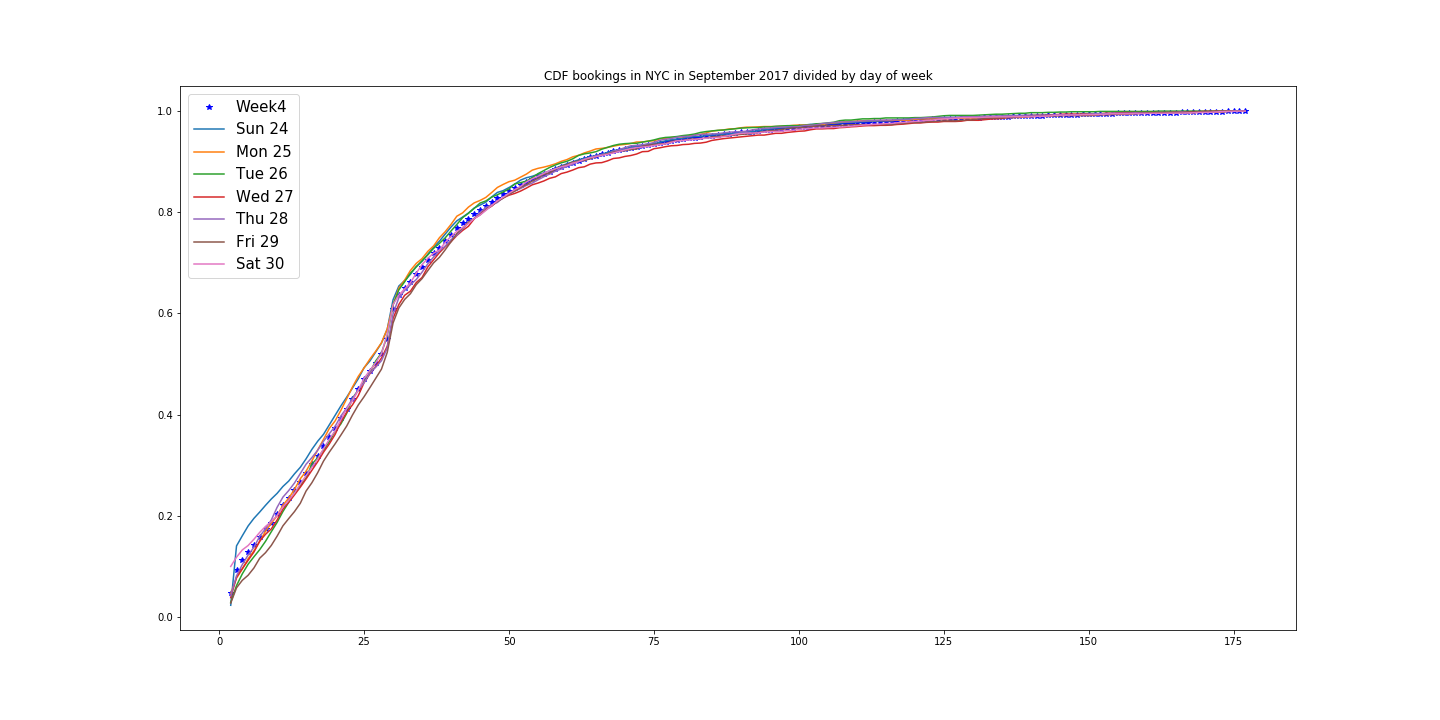 CDF bookings in NYC in September 2017 divided by day of week
Week4
Sun 24
Mon 25
Tue 26
Wed 27
Thu 28
Fri 29
Sat 30
1.0
0.8
0.6
0.4
0.2
0.0
0 25 50 75 100 125 150 175